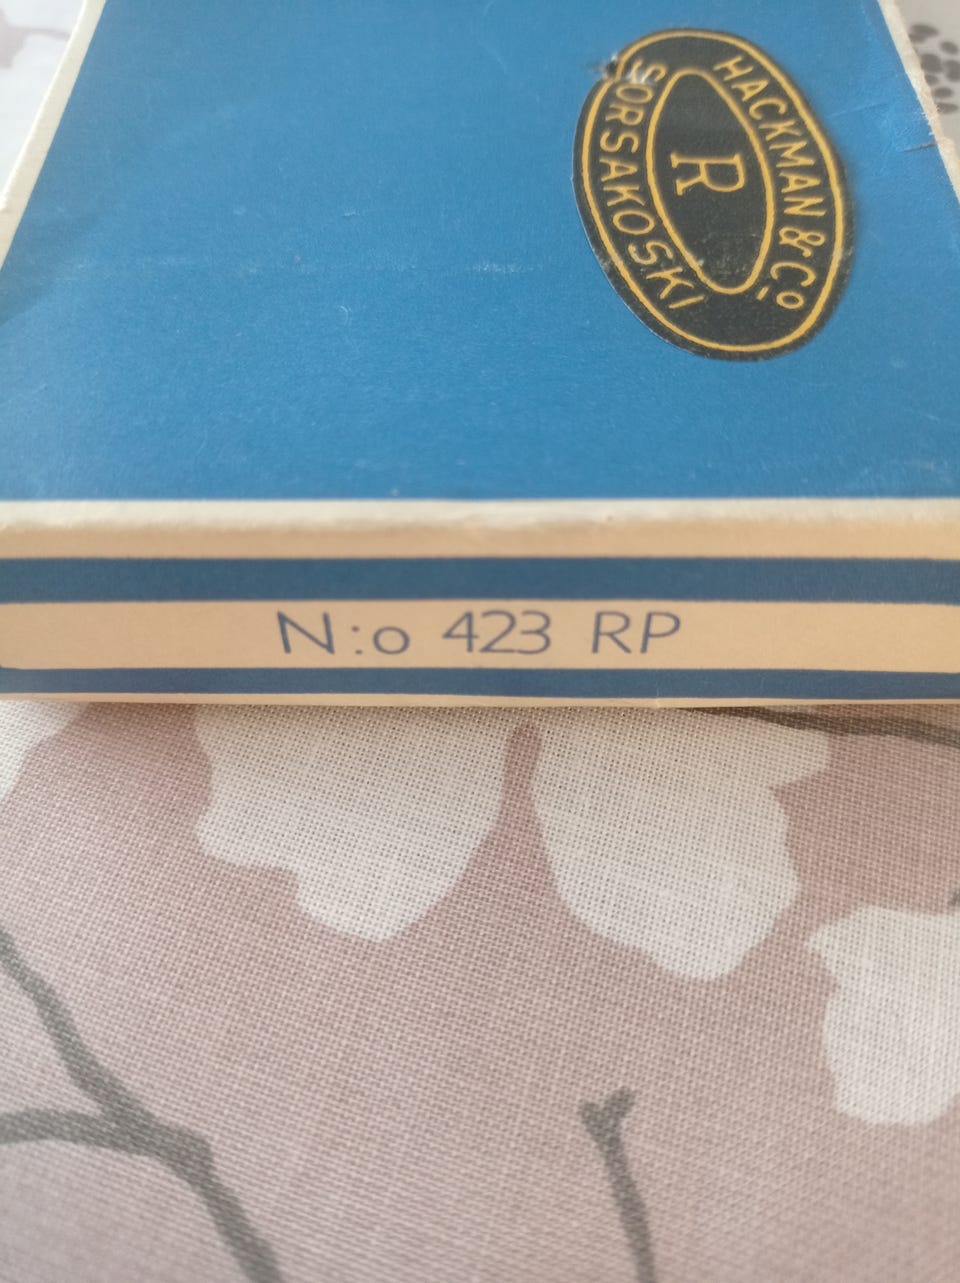 HACKMAN & Co
R
SORSAKOSKI
N:o 423 RP